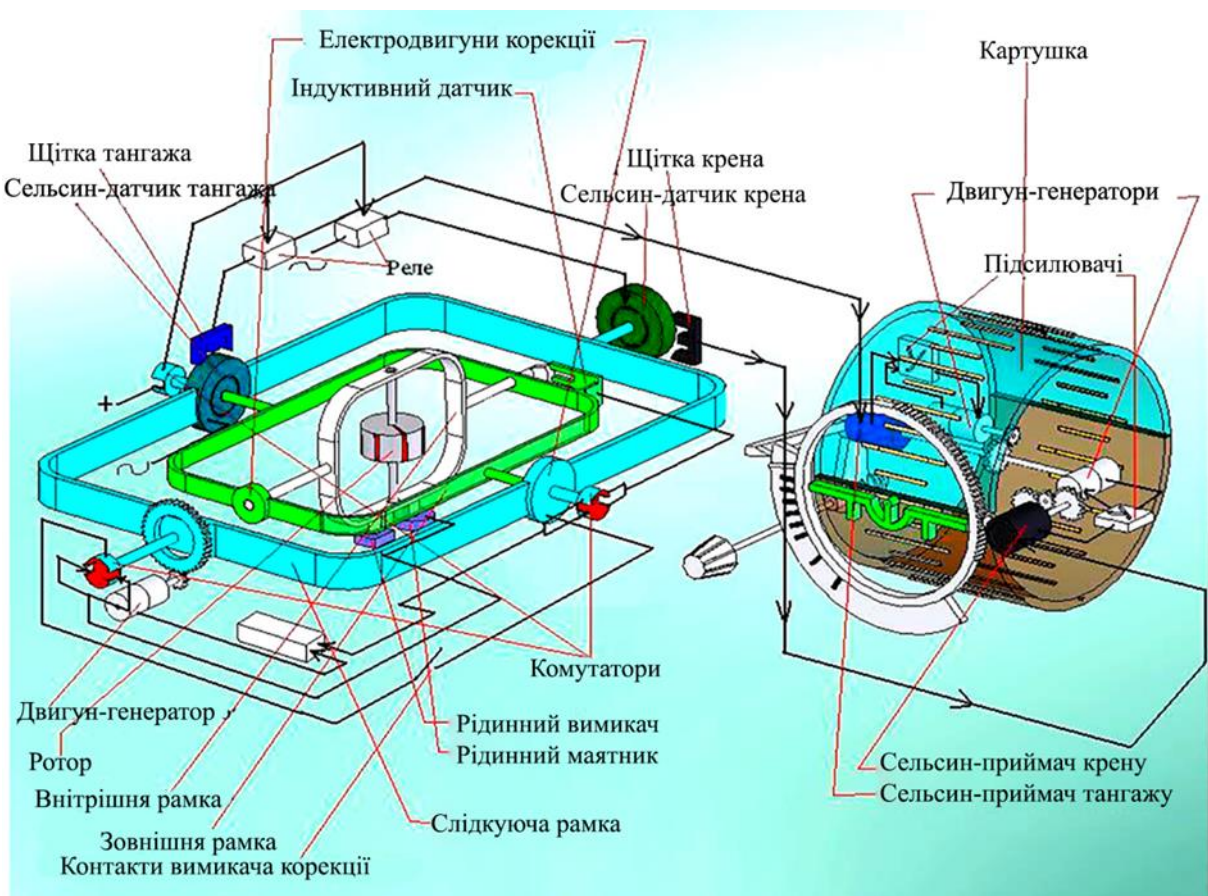 Електродвигуни корекції
Картушка
Індуктивний датчик
Щітка тангажа
Щітка крена
Сельсин-датчик тангажа
Сельсин-датчик крена
Двигун-генератори
Підсилювачі
Реле
+
Комутатори
Двигун-генератор
Рідинний вимикач
Ротор
Рідинний маятник
Сельсин-приймач крену
Внітрішня рамка
Сельсин-приймач тангажу
Слідкуюча рамка
Зовнішня рамка
Контакти вимикача корекції